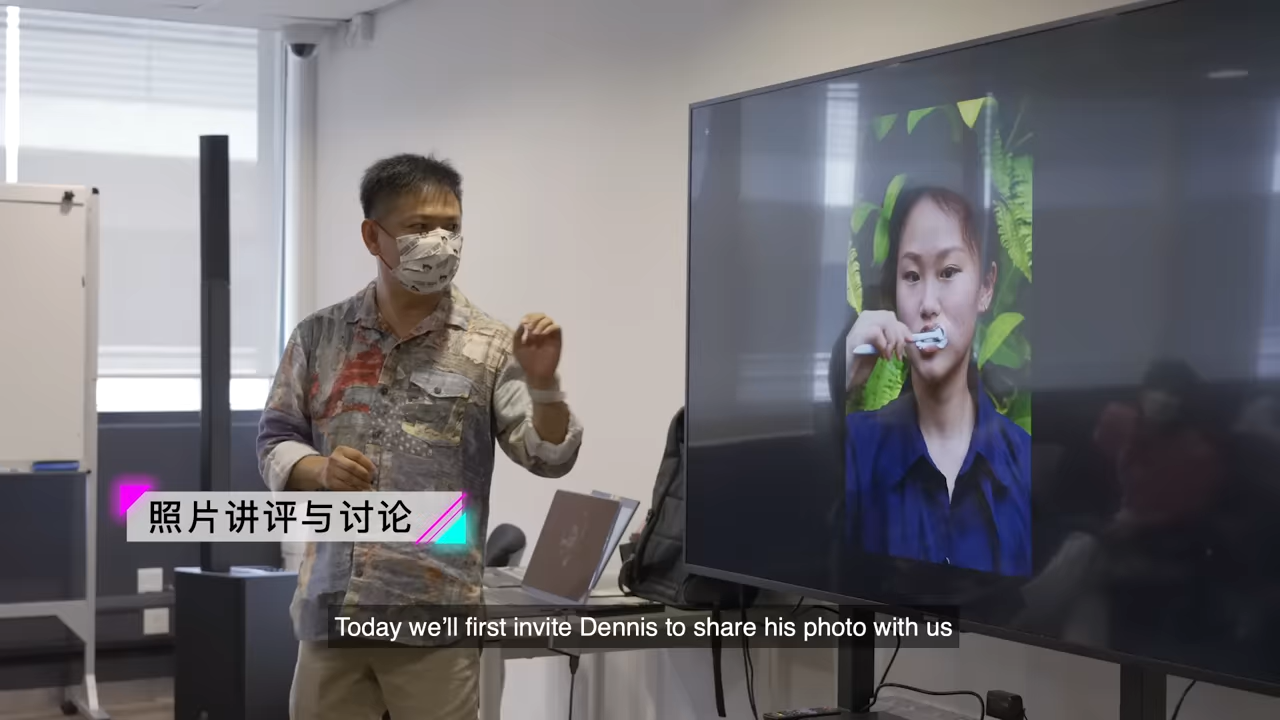 照片讲评与讨论
Today we’ll first invite Dennis to share his photo with us